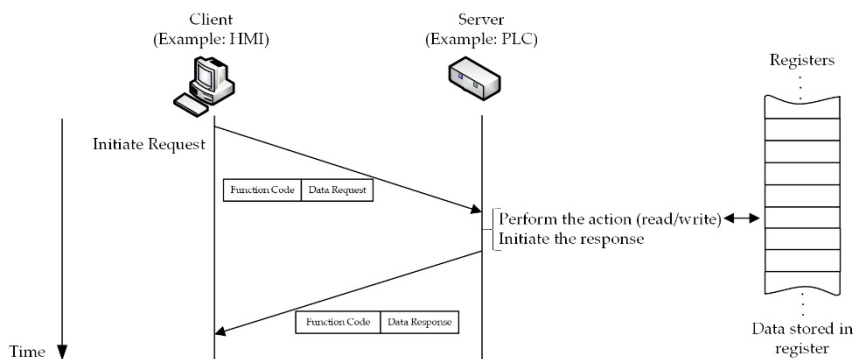 Client
(Example: HMI)
Server
(Example: PLC)
Registers
Initiate Request
Function Code Data Request
Perform the action (read/write)
Initiate the response
Function Code Data Response
Data stored in
register
Time